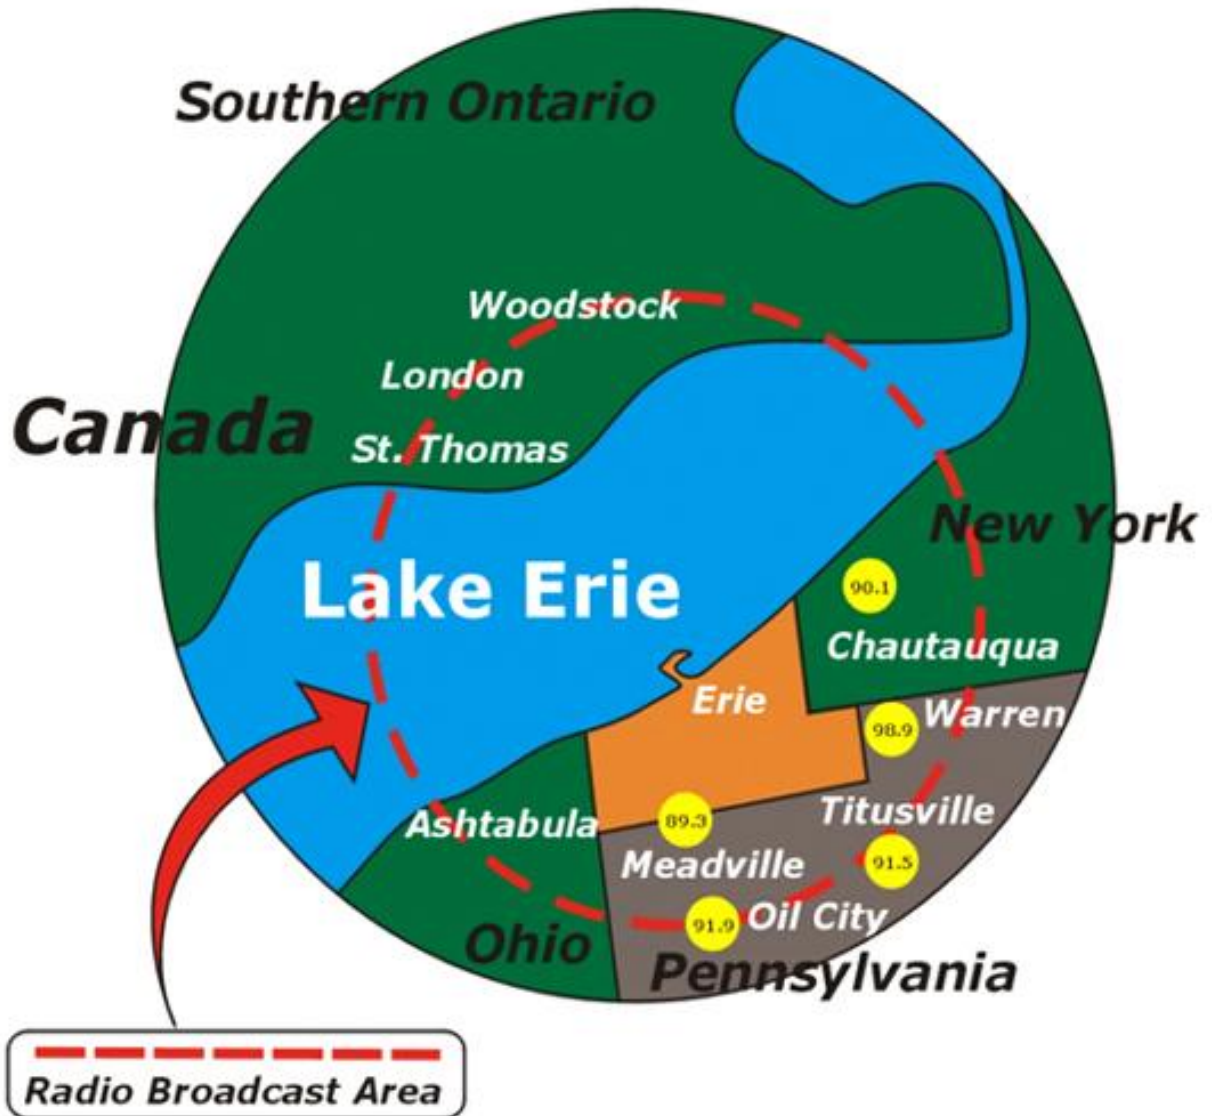 Southern Ontario
Woodstock
London
Canada
St. Thomas
New York
Lake Erie
90.1
Chautauqua
Erie
Warren
98.9
Titusville
Ashtabula
89.3
Meadville
91.5
Oil City
91.9
Ohio
Pennsylvania
Radio Broadcast Area